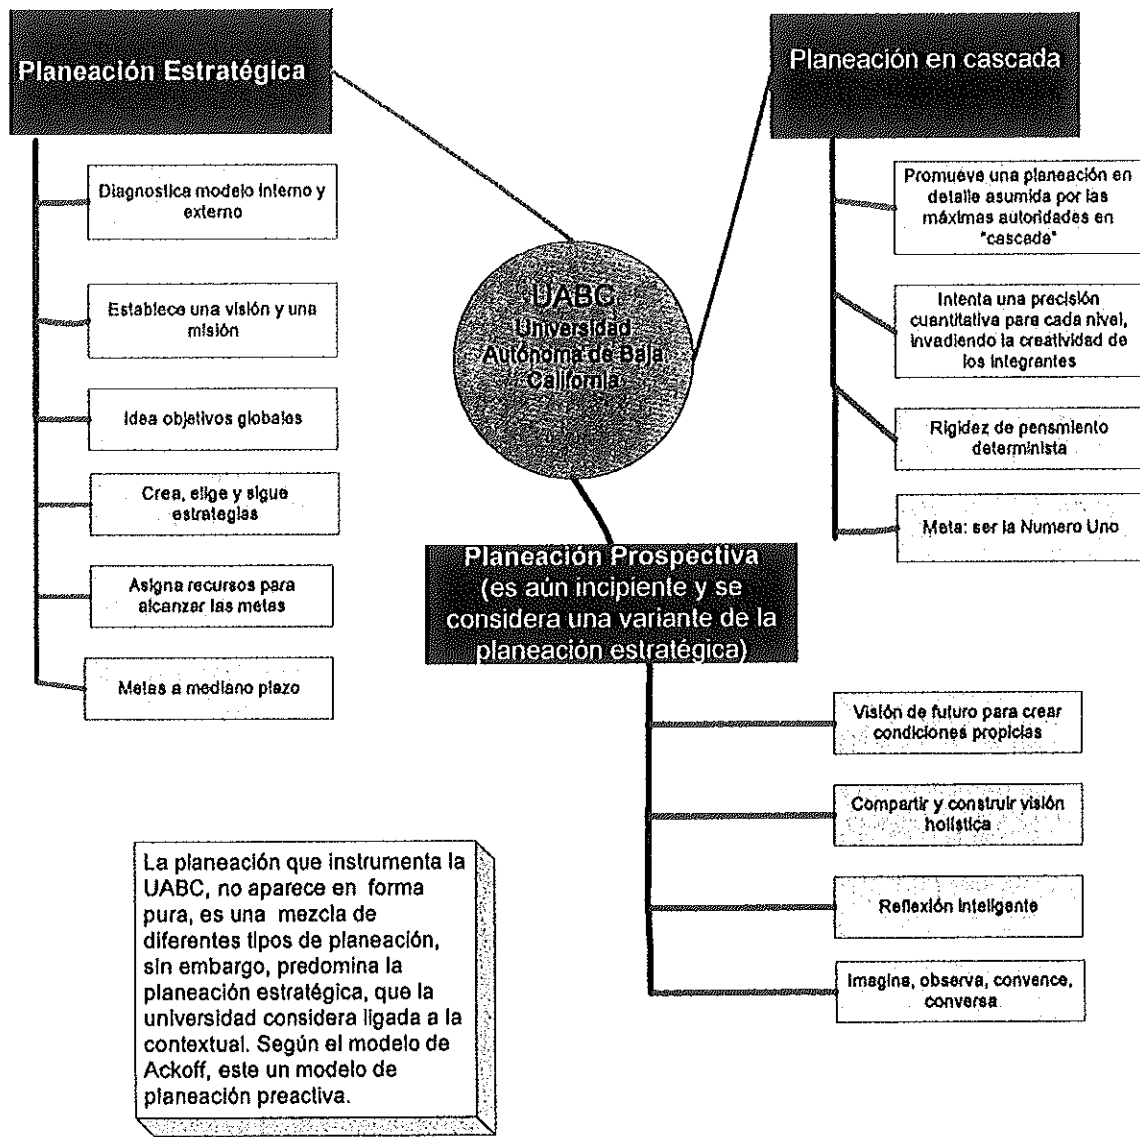 Planeación Estratégica
Diagnostica modelo interno y
externo
Establece una visión y una
misión
Idea objetivos globales
Crea, elige y sigue
estrategias
Asigna recursos para
alcanzar las metas
Metas a mediano plazo
UABC
Universidad
Autónoma de Baja
California
Planeación en cascada
Promueve una planeación en
detalle asumida por las
máximas autoridades en
"cascada"
Intenta una precisión
cuantitativa para cada nivel,
invadiendo la creatividad de
los integrantes
Rigidez de pensmiento
determinista
Meta: ser la Numero Uno
Planeación Prospectiva
(es aún incipiente y se
considera una variante de la
planeación estratégica)
Visión de futuro para crear
condiciones propicias
Compartir y construir visión
holística
Reflexión inteligente
Imagina, observa, convence,
conversa
La planeación que instrumenta la
UABC, no aparece en forma
pura, es una mezcla de
diferentes tipos de planeación,
sin embargo, predomina la
planeación estratégica, que la
universidad considera ligada a la
contextual. Según el modelo de
Ackoff, este un modelo de
planeación preactiva.